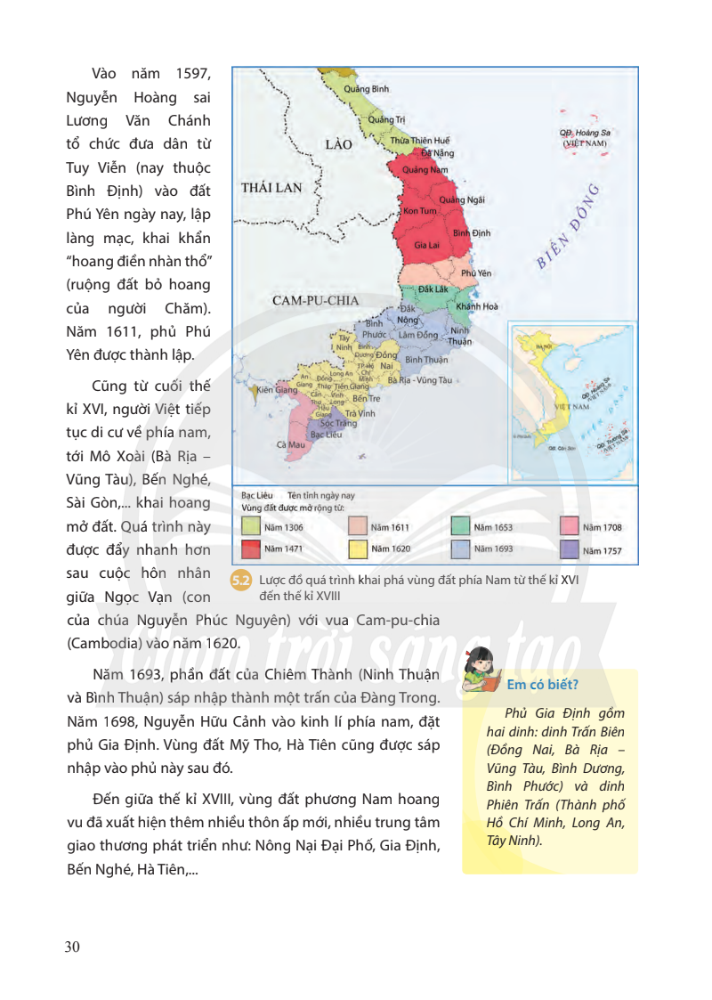 Vào năm 1597,
Nguyễn Hoàng sai
Lương Văn Chánh
tổ chức đưa dân từ
Tuy Viễn (nay thuộc
Bình Định) vào đất
Phú Yên ngày nay, lập
làng mạc, khai khẩn
“hoang điền nhàn thổ”
(ruộng đất bỏ hoang
của người Chăm).
Năm 1611, phủ Phú
Yên được thành lập.
Cũng từ cuối thế
kỉ XVI, người Việt tiếp
tục di cư về phía nam,
tới Mô Xoài (Bà Rịa –
Vũng Tàu), Bến Nghé,
Sài Gòn,... khai hoang
mở đất. Quá trình này
được đẩy nhanh hơn
sau cuộc hôn nhân
giữa Ngọc Vạn (con
của chúa Nguyễn Phúc Nguyên) với vua Cam-pu-chia
(Cambodia) vào năm 1620.
Quảng Bình
Quảng Trị
LÀO
Thừa Thiên Huế
Đà Nẵng
QĐ. Hoàng Sa
(VIỆT NAM)
THÁI LAN
Quảng Nam
Quảng Ngãi
Kon Tum
Bình Định
Gia Lai
BIỂN ĐÔNG
Phú Yên
Đắk Lắk
CAM-PU-CHIA
Khánh Hoà
Đắk
Nông
Bình
Phước
Lâm Đồng
Ninh
Thuận
Tây
Ninh
Bình
Dương
Đồng
Nai
Bình Thuận
TP. Hồ
Chí
Minh
Bà Rịa - Vũng Tàu
Long An
An
Giang
Đồng
Tháp
Tiền Giang
Kiên Giang
Cần
Thơ
Vĩnh
Long
Bến Tre
Hậu
Giang
Trà Vinh
Sóc Trăng
Bạc Liêu
Cà Mau
HÀ NỘI
QĐ. Hoàng Sa
(VIỆT NAM)
VIỆT NAM
BIỂN ĐÔNG
QĐ. Trường Sa
(VIỆT NAM)
QĐ. Côn Sơn
Bạc Liêu Tên tỉnh ngày nay
Vùng đất được mở rộng từ:
Năm 1306 Năm 1611 Năm 1653 Năm 1708
Năm 1471 Năm 1620 Năm 1693 Năm 1757
5.2 Lược đồ quá trình khai phá vùng đất phía Nam từ thế kỉ XVI
đến thế kỉ XVIII
Năm 1693, phần đất của Chiêm Thành (Ninh Thuận
và Bình Thuận) sáp nhập thành một trấn của Đàng Trong.
Năm 1698, Nguyễn Hữu Cảnh vào kinh lí phía nam, đặt
phủ Gia Định. Vùng đất Mỹ Tho, Hà Tiên cũng được sáp
nhập vào phủ này sau đó.
Đến giữa thế kỉ XVIII, vùng đất phương Nam hoang
vu đã xuất hiện thêm nhiều thôn ấp mới, nhiều trung tâm
giao thương phát triển như: Nông Nại Đại Phố, Gia Định,
Bến Nghé, Hà Tiên,...
Em có biết?
Phủ Gia Định gồm
hai dinh: dinh Trấn Biên
(Đồng Nai, Bà Rịa –
Vũng Tàu, Bình Dương,
Bình Phước) và dinh
Phiên Trấn (Thành phố
Hồ Chí Minh, Long An,
Tây Ninh).
Chân trời sáng tạo
30